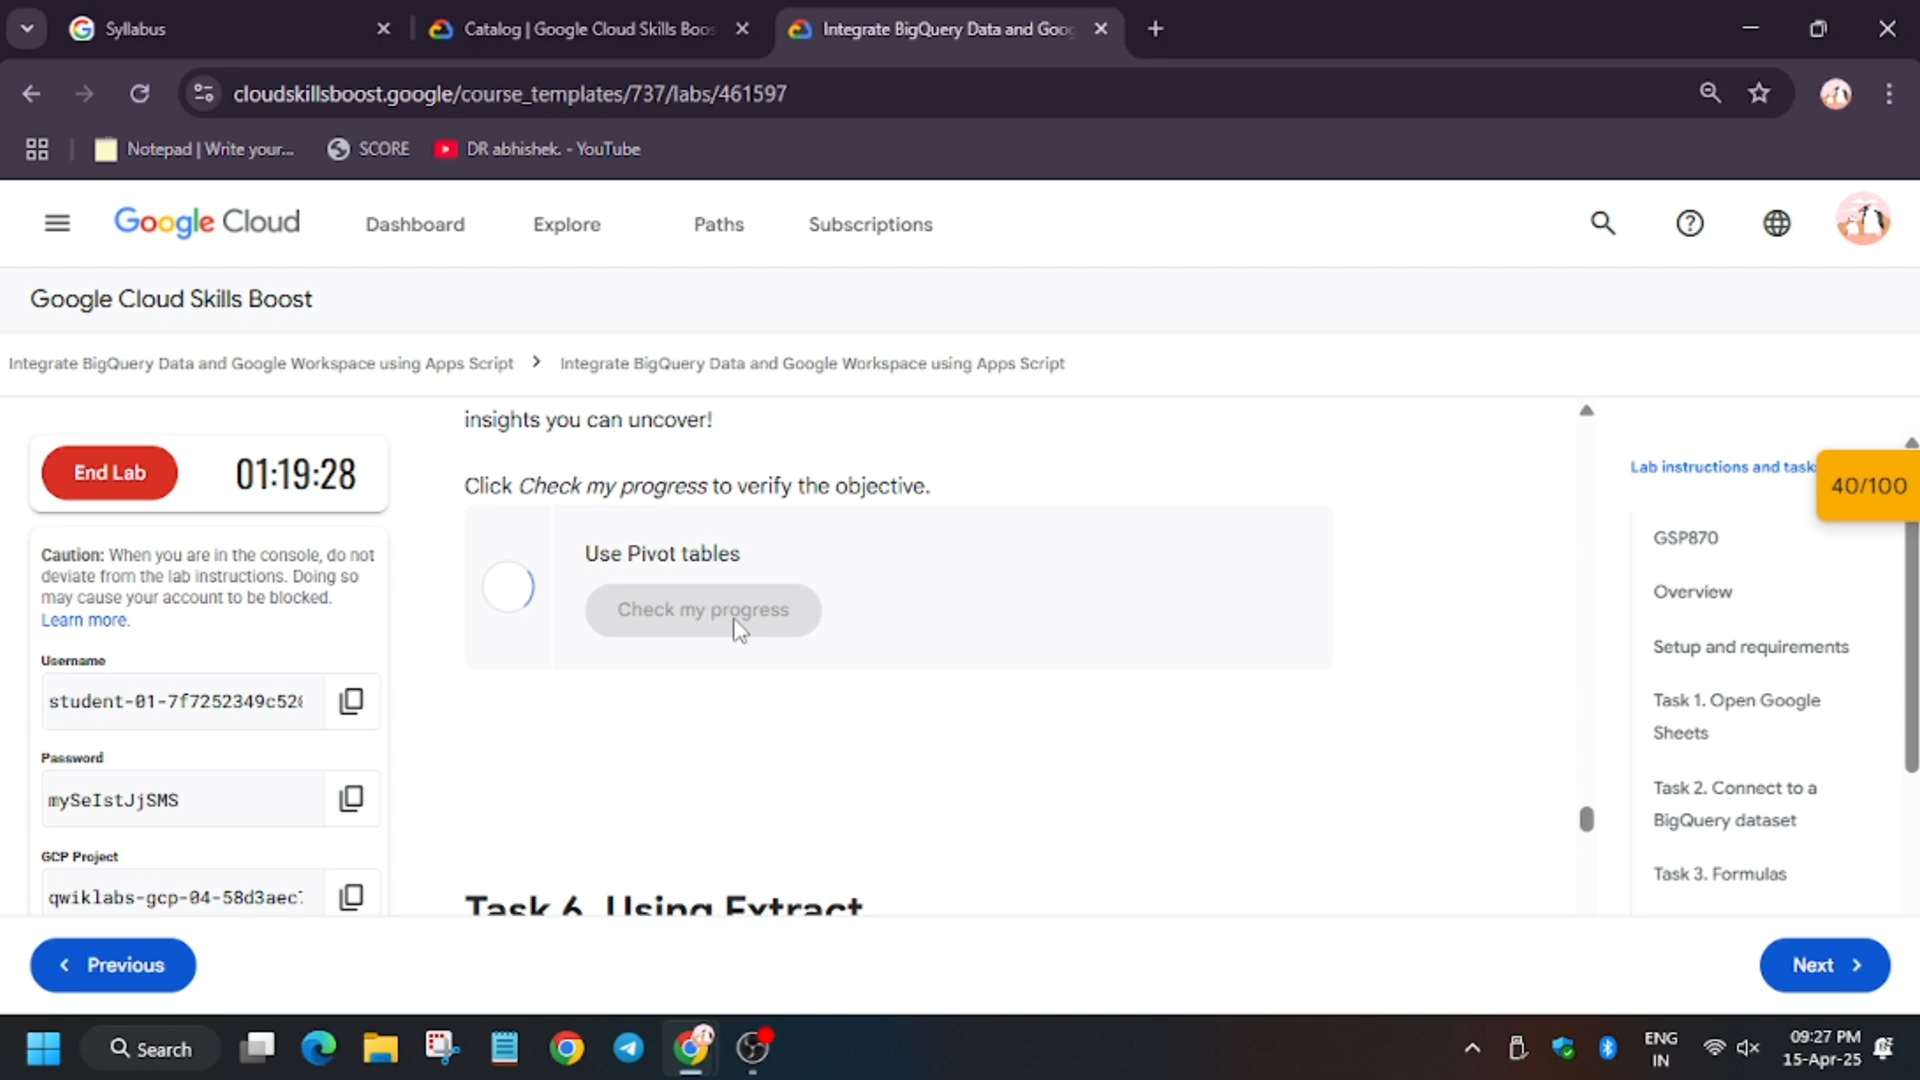 Syllabus
Catalog | Google Cloud Skills Boos
Integrate BigQuery Data and Goog
cloudskillsboost.google/course_templates/737/labs/461597
Notepad | Write your...
SCORE
DR abhishek. - YouTube
Google Cloud
Dashboard
Explore
Paths
Subscriptions
Google Cloud Skills Boost
Integrate BigQuery Data and Google Workspace using Apps Script
Integrate BigQuery Data and Google Workspace using Apps Script
End Lab
01:19:28
Caution: When you are in the console, do not
deviate from the lab instructions. Doing so
may cause your account to be blocked.
Learn more.
Username
student-01-7f7252349c52
Password
mySeIstJjSMS
GCP Project
qwiklabs-gcp-04-58d3aec
insights you can uncover!
Click Check my progress to verify the objective.
Use Pivot tables
Check my progress
Task 6. Using Extract
Lab instructions and task
40/100
GSP870
Overview
Setup and requirements
Task 1. Open Google
Sheets
Task 2. Connect to a
BigQuery dataset
Task 3. Formulas
Previous
Next
Search
ENG
IN
09:27 PM
15-Apr-25